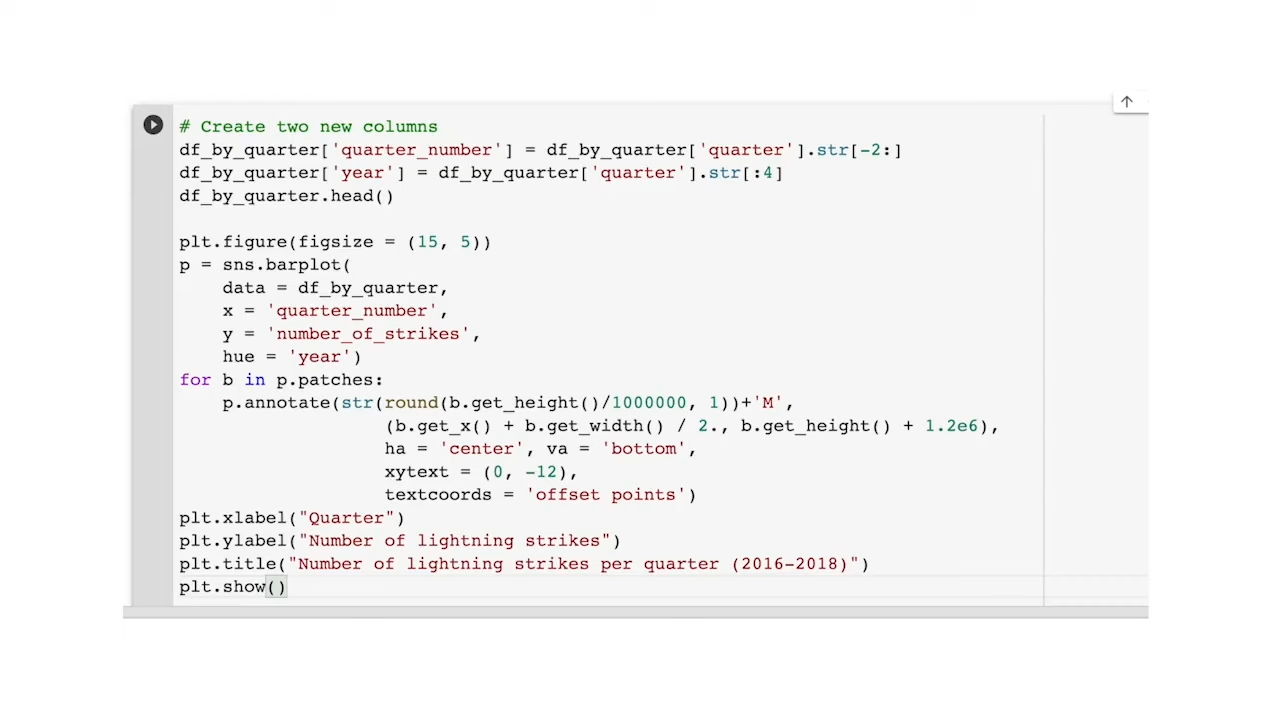 # Create two new columns
df_by_quarter['quarter_number'] = df_by_quarter['quarter'].str[-2:]
df_by_quarter['year'] = df_by_quarter['quarter'].str[:4]
df_by_quarter.head()

plt.figure(figsize = (15, 5))
p = sns.barplot(
    data = df_by_quarter,
    x = 'quarter_number',
    y = 'number_of_strikes',
    hue = 'year')
for b in p.patches:
    p.annotate(str(round(b.get_height()/1000000, 1))+'M',
                   (b.get_x() + b.get_width() / 2., b.get_height() + 1.2e6),
                   ha = 'center', va = 'bottom',
                   xytext = (0, -12),
                   textcoords = 'offset points')
plt.xlabel("Quarter")
plt.ylabel("Number of lightning strikes")
plt.title("Number of lightning strikes per quarter (2016-2018)")
plt.show()